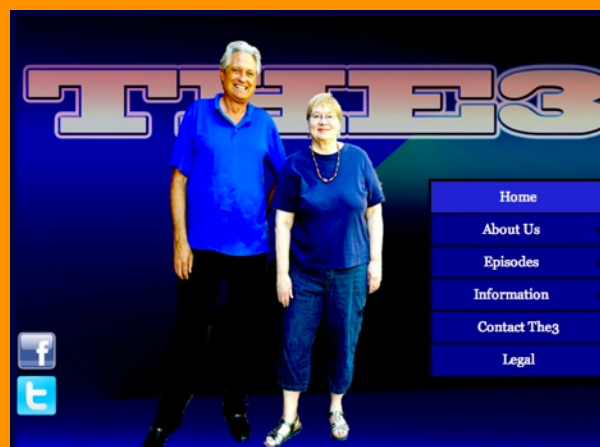 THE3
Home
About Us
Episodes
Information
Contact The3
Legal
f
t